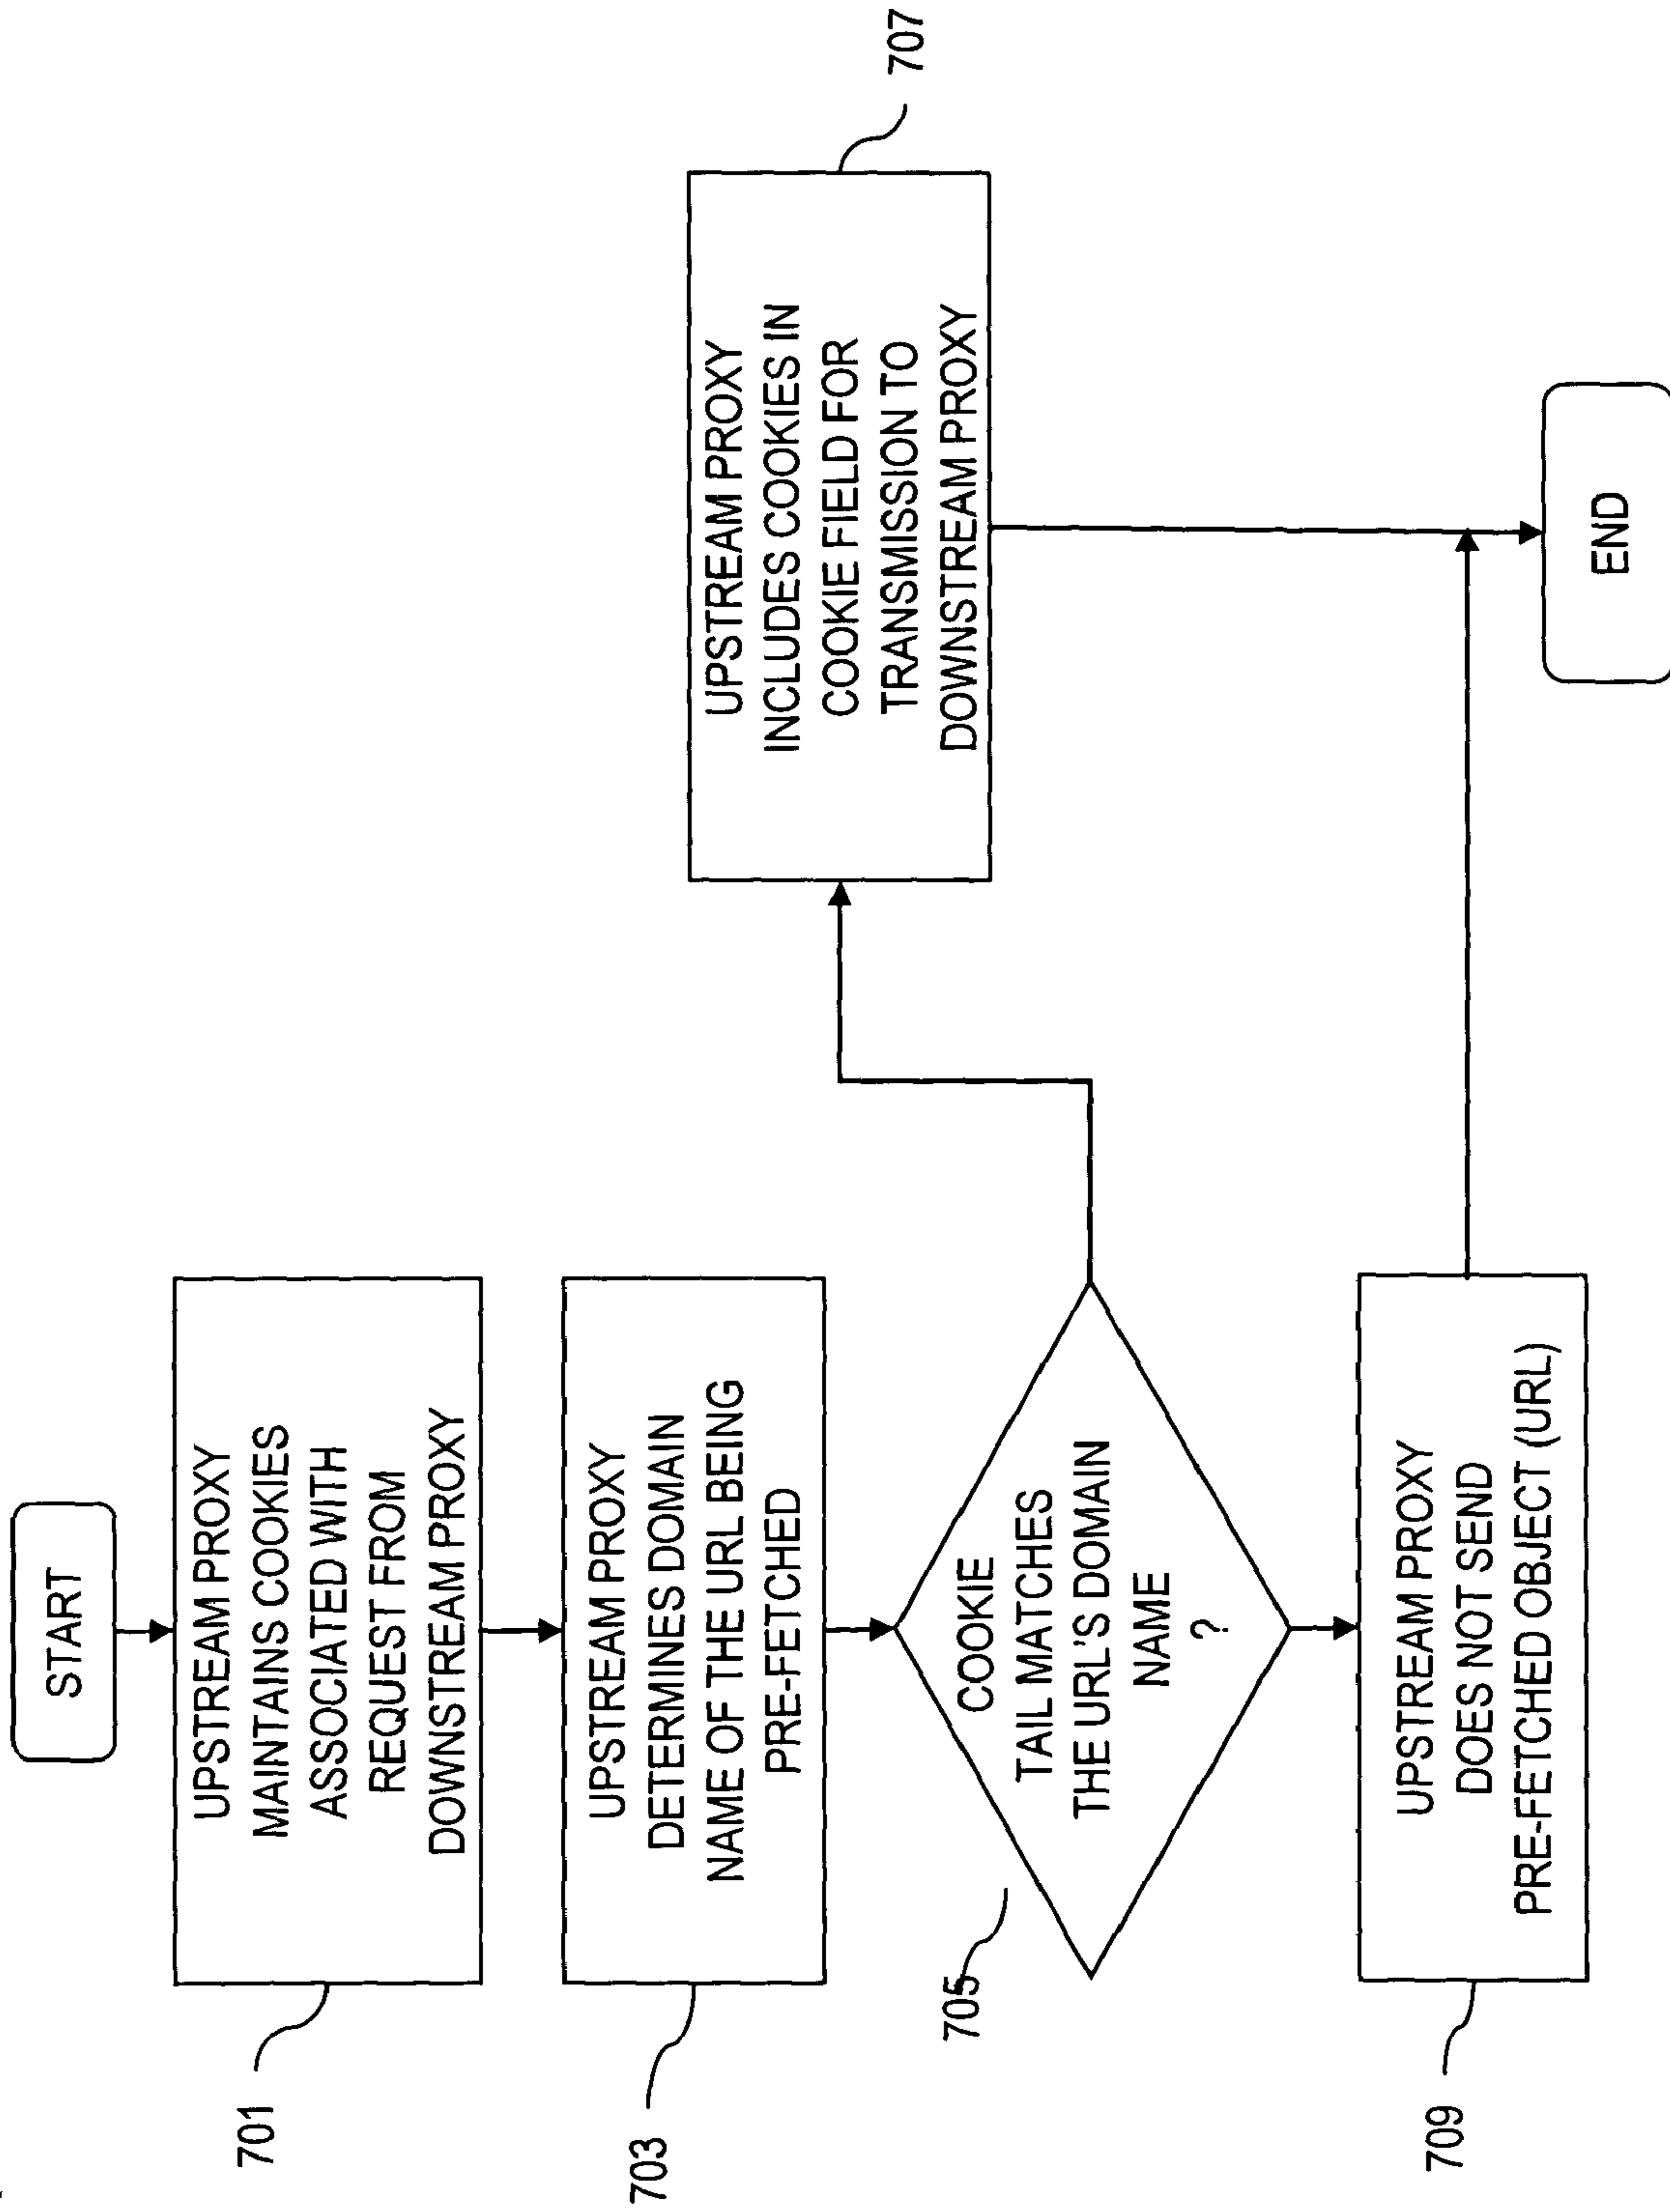 START
UPSTREAM PROXY
MAINTAINS COOKIES
ASSOCIATED WITH
REQUEST FROM
DOWNSTREAM PROXY
701
UPSTREAM PROXY
DETERMINES DOMAIN
NAME OF THE URL BEING
PRE-FETCHED
703
COOKIE
TAIL MATCHES
THE URL'S DOMAIN
NAME
?
705
UPSTREAM PROXY
INCLUDES COOKIES IN
COOKIE FIELD FOR
TRANSMISSION TO
DOWNSTREAM PROXY
707
UPSTREAM PROXY
DOES NOT SEND
PRE-FETCHED OBJECT (URL)
709
END